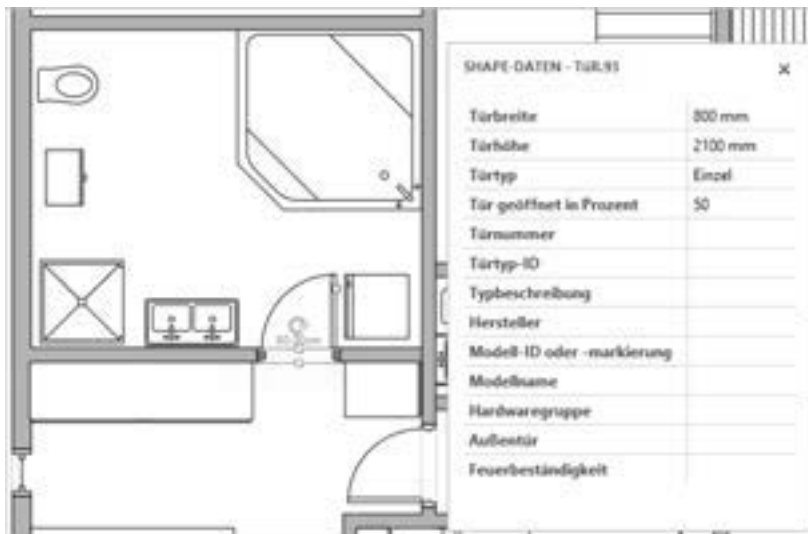 SHAPE-DATEN - TÜR.93
Türbreite 800 mm
Türhöhe 2100 mm
Türtyp Einzel
Tür geöffnet in Prozent 50
Türnummer
Türtyp-ID
Typbeschreibung
Hersteller
Modell-ID oder -markierung
Modellname
Hardwaregruppe
Außentür
Feuerbeständigkeit